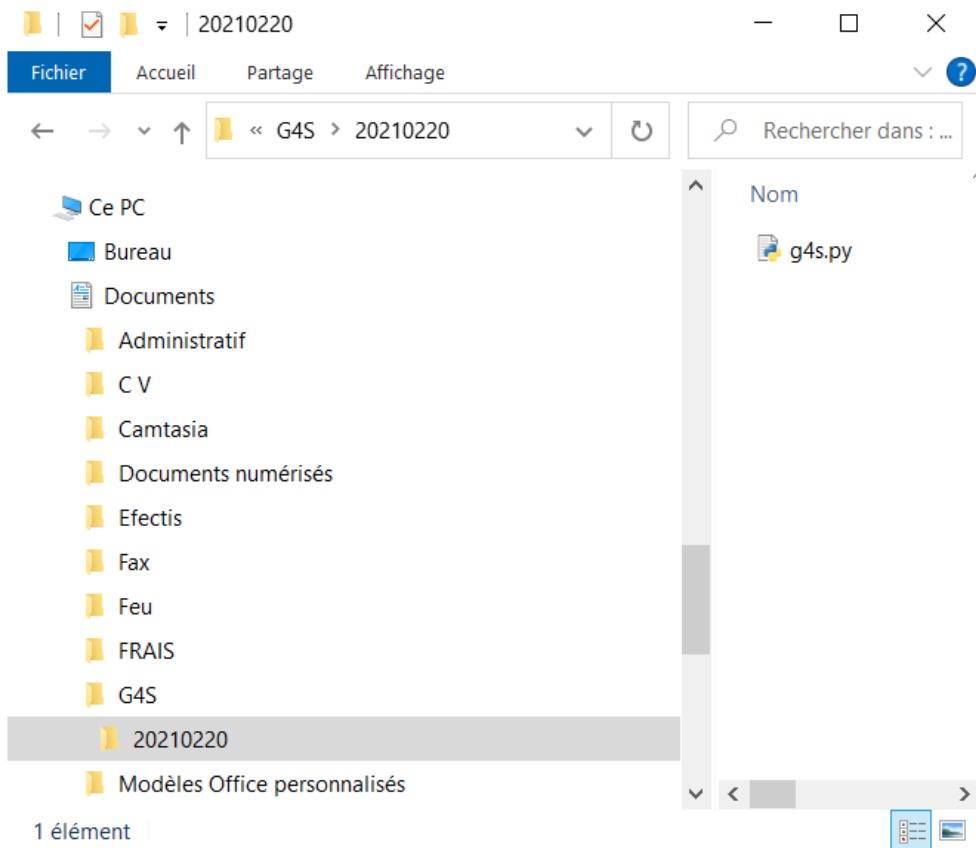 20210220
Fichier Accueil Partage Affichage ?
« G4S > 20210220 Rechercher dans : ...
Ce PC
Nom
Bureau
g4s.py
Documents
Administratif
C V
Camtasia
Documents numérisés
Efectis
Fax
Feu
FRAIS
G4S
20210220
Modèles Office personnalisés
1 élément